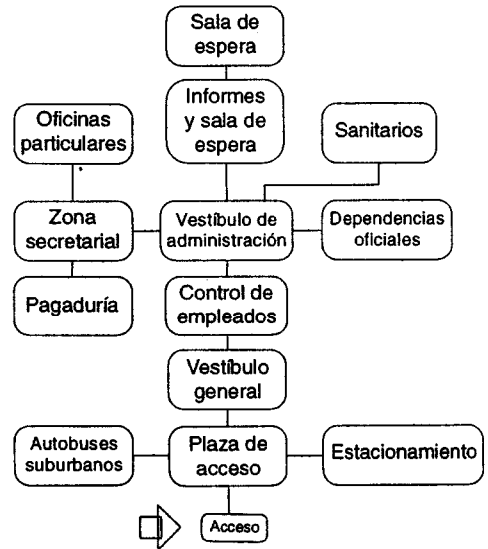 Sala de
espera
Informes
y sala de
espera
Oficinas
particulares
Sanitarios
Zona
secretarial
Vestíbulo de
administración
Dependencias
oficiales
Pagaduría
Control de
empleados
Vestíbulo
general
Autobuses
suburbanos
Plaza de
acceso
Estacionamiento
Acceso